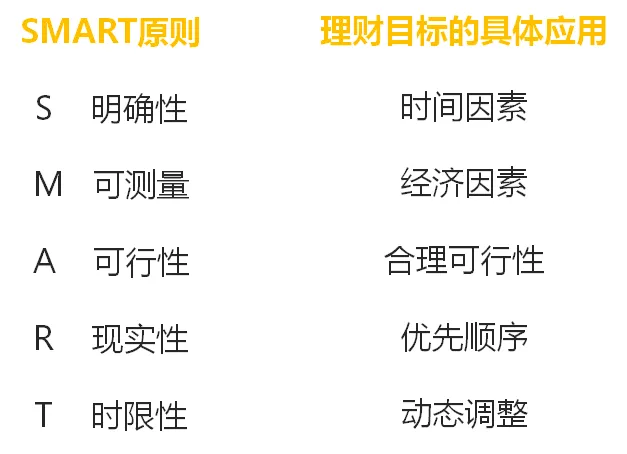 SMART原则 理财目标的具体应用
S 明确性 时间因素
M 可测量 经济因素
A 可行性 合理可行性
R 现实性 优先顺序
T 时限性 动态调整